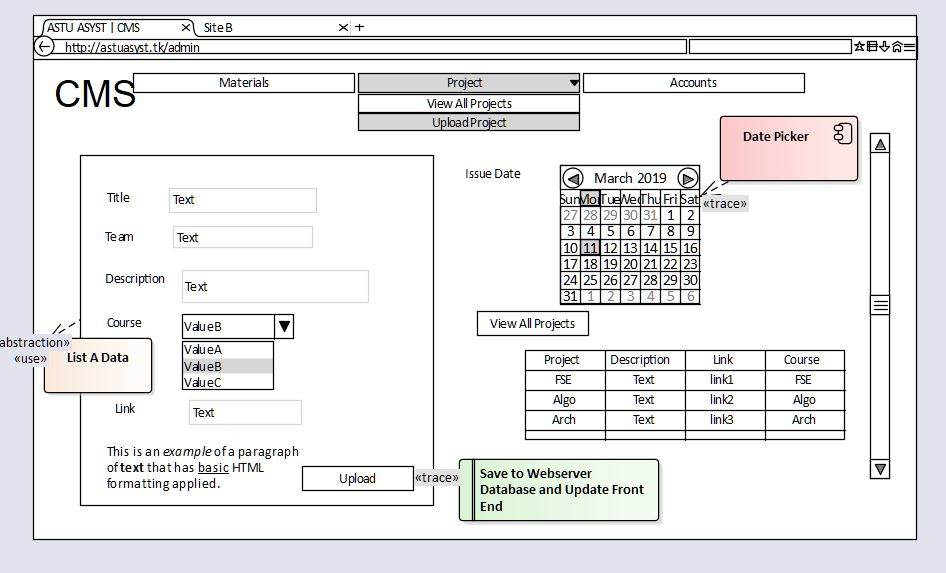 ASTU ASYST | CMS
Site B
http://astuasyst.tk/admin
CMS
Materials
Project
Accounts
View All Projects
Upload Project
Date Picker
«trace»
Title
Text
Team
Text
Description
Text
Course
ValueB
ValueA
ValueB
ValueC
abstraction»
«use»
List A Data
Link
Text
This is an example of a paragraph
of text that has basic HTML
formatting applied.
Upload
«trace»
Save to Webserver
Database and Update Front
End
Issue Date
March 2019
Sun Mon Tue Wed Thu Fri Sat
27 28 29 30 31 1 2
3 4 5 6 7 8 9
10 11 12 13 14 15 16
17 18 19 20 21 22 23
24 25 26 27 28 29 30
31 1 2 3 4 5 6
View All Projects
Project Description Link Course
FSE Text link1 FSE
Algo Text link2 Algo
Arch Text link3 Arch